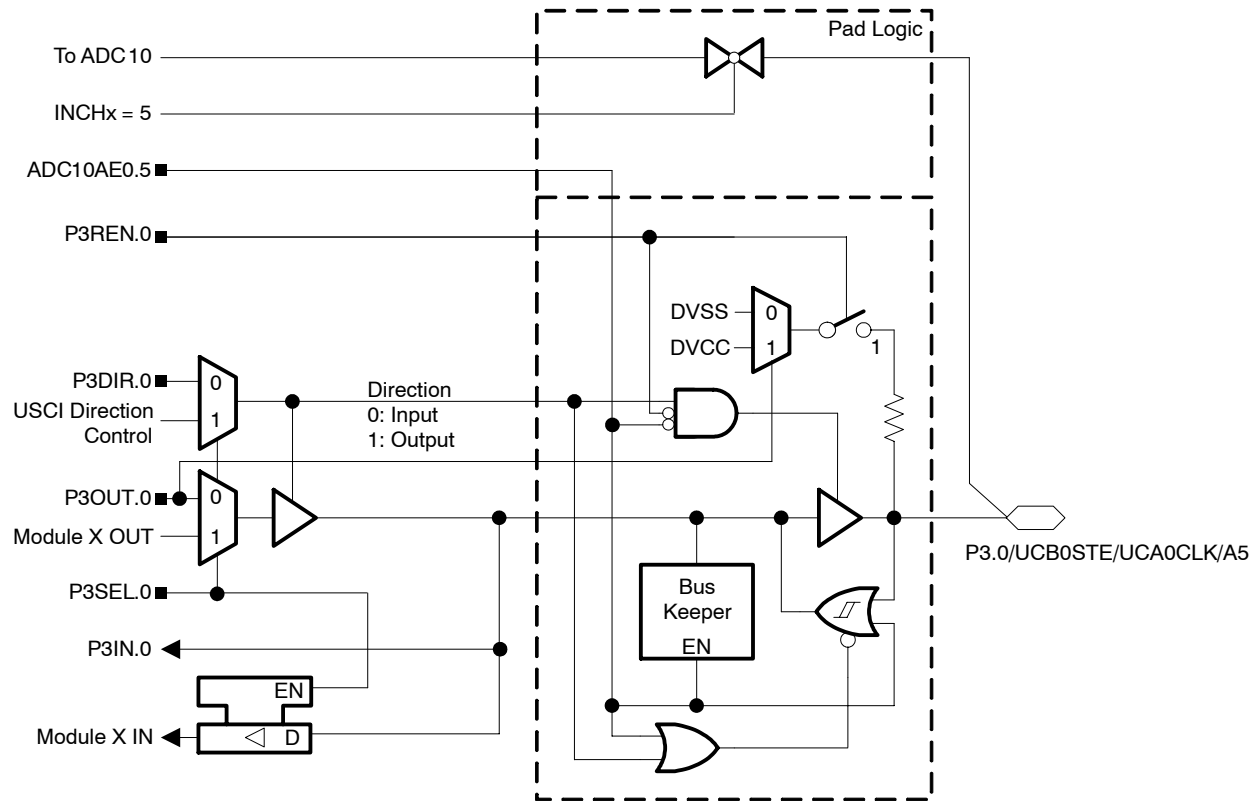 Pad Logic
To ADC10
INCHx = 5
ADC10AE0.5
P3REN.0
DVSS
0
DVCC
1
1
P3DIR.0
0
USCI Direction
Control
1
Direction
0: Input
1: Output
P3OUT.0
0
Module X OUT
1
P3.0/UCB0STE/UCA0CLK/A5
P3SEL.0
Bus
Keeper
EN
P3IN.0
EN
Module X IN
D